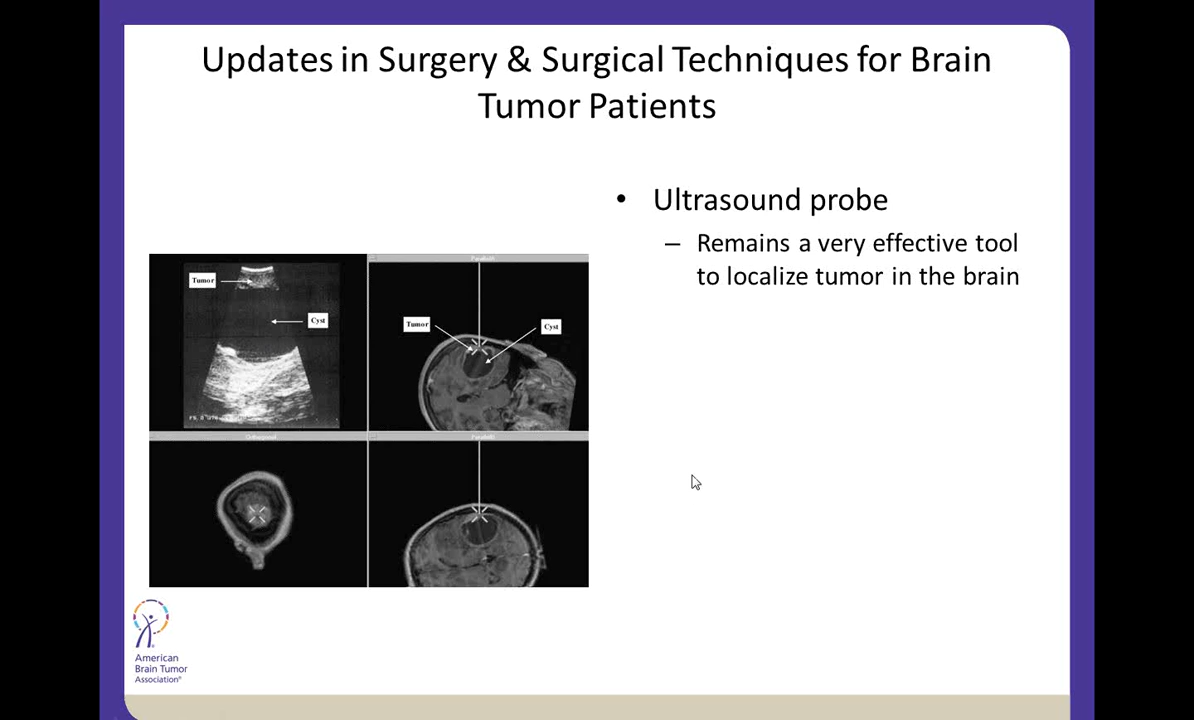 Updates in Surgery & Surgical Techniques for Brain
Tumor Patients
• Ultrasound probe
– Remains a very effective tool
to localize tumor in the brain
Tumor
Cyst
Tumor
Cyst
Orthogonal
American
Brain Tumor
Association®